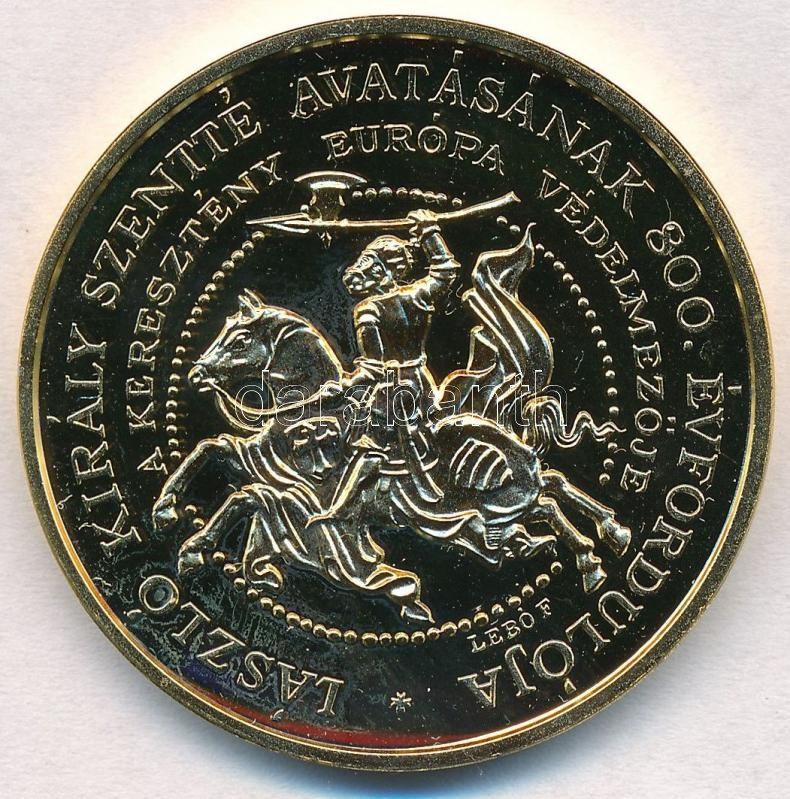 LÁSZLÓ KIRÁLY SZENTTÉ AVATÁSÁNAK 800. ÉVFORDULÓJA
A KERESZTÉNY EURÓPA VÉDELMEZŐJE
LEBÓ F
darabanth